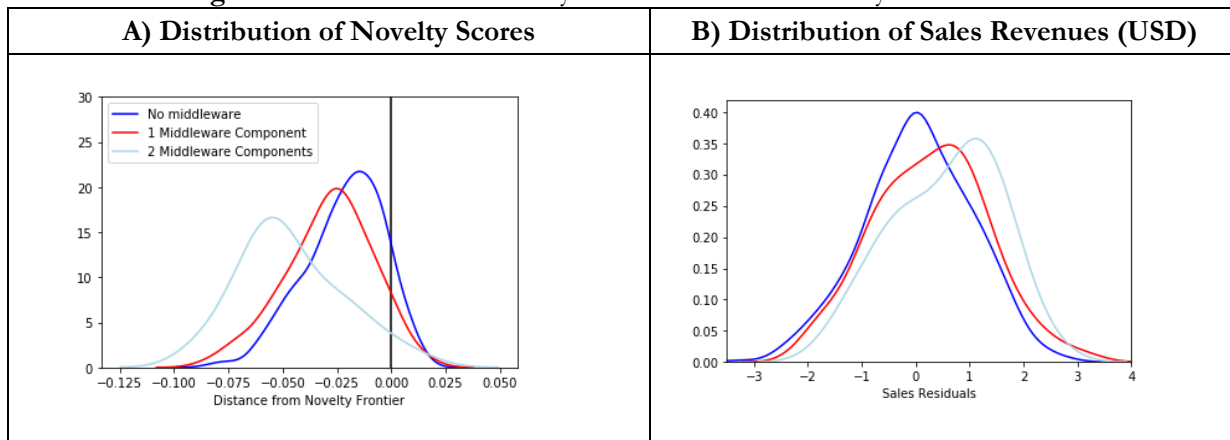 A) Distribution of Novelty Scores
B) Distribution of Sales Revenues (USD)
30
25
20
15
10
5
0
No middleware
1 Middleware Component
2 Middleware Components
−0.125 −0.100 −0.075 −0.050 −0.025 0.000 0.025 0.050
Distance from Novelty Frontier
0.40
0.35
0.30
0.25
0.20
0.15
0.10
0.05
0.00
−3 −2 −1 0 1 2 3 4
Sales Residuals